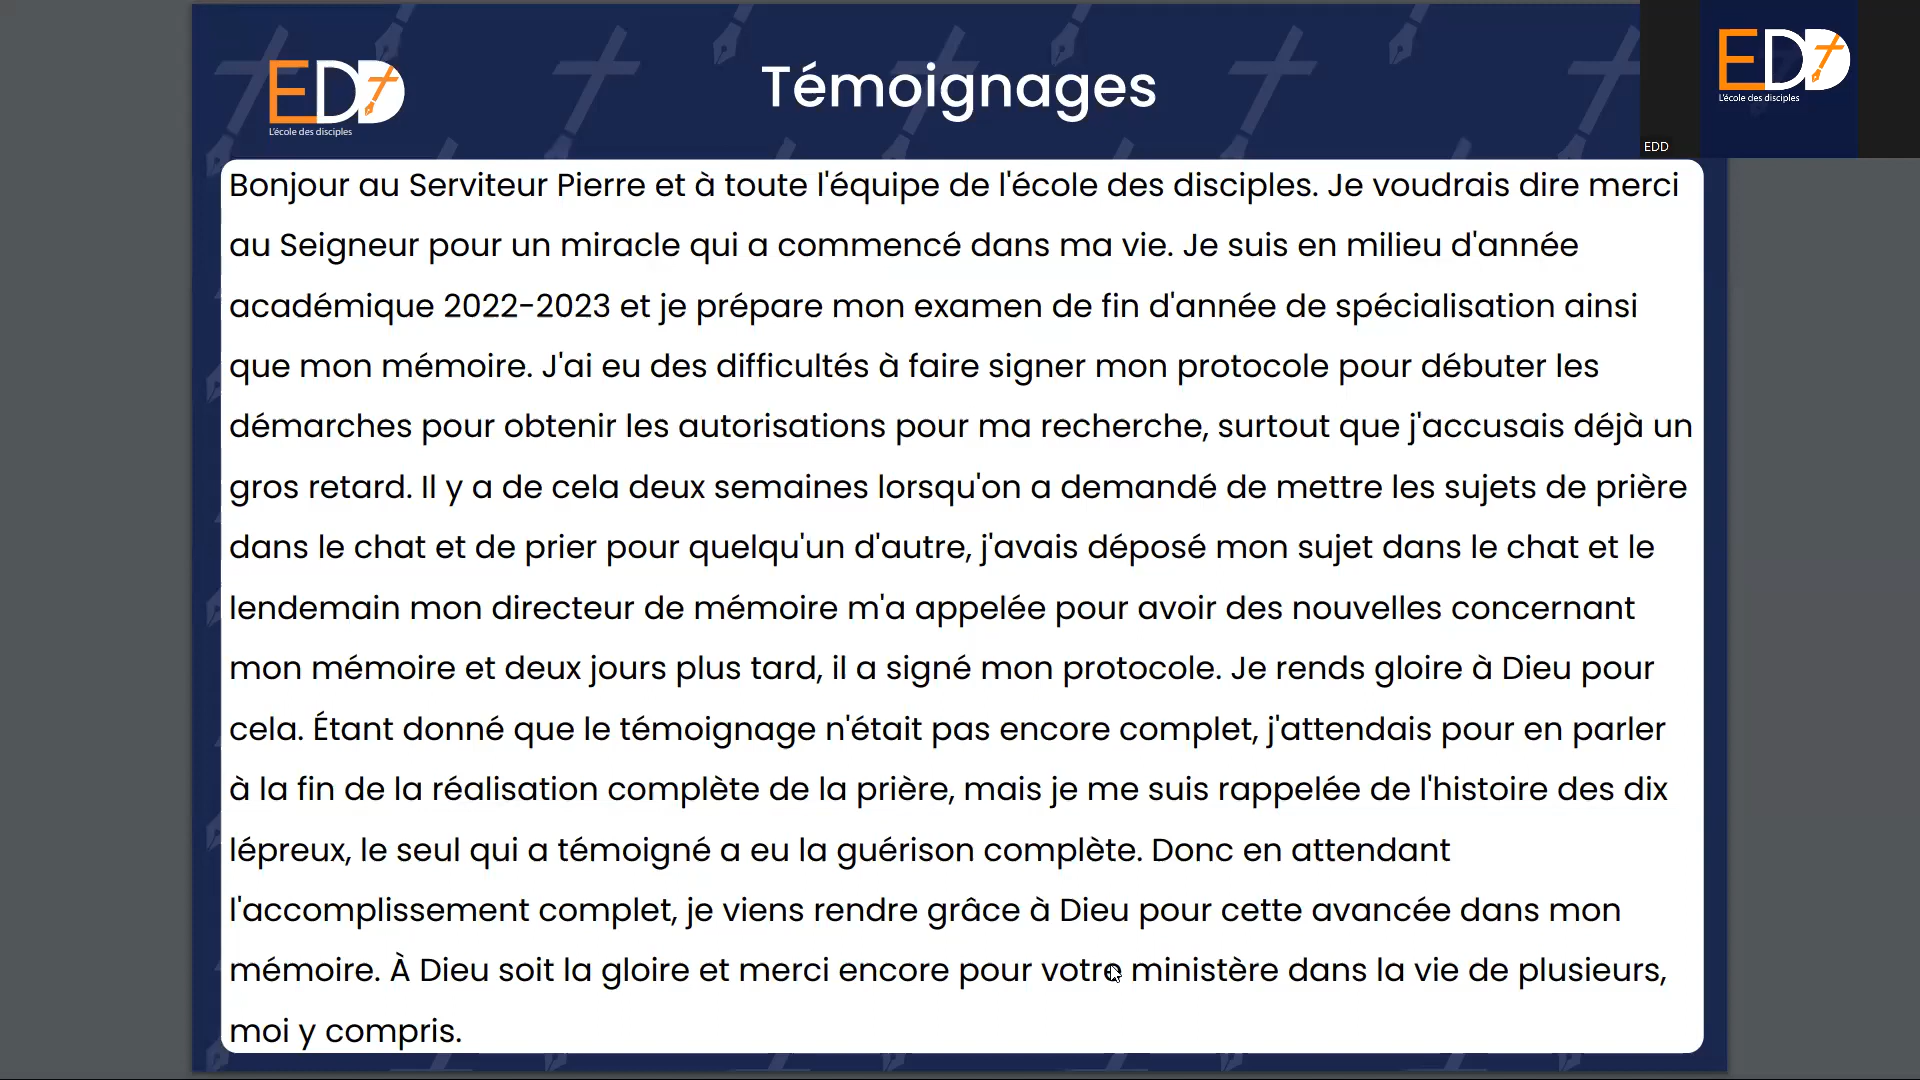 EDD
L'école des disciples
Témoignages
EDD
L'école des disciples
EDD
Bonjour au Serviteur Pierre et à toute l'équipe de l'école des disciples. Je voudrais dire merci
au Seigneur pour un miracle qui a commencé dans ma vie. Je suis en milieu d'année
académique 2022-2023 et je prépare mon examen de fin d'année de spécialisation ainsi
que mon mémoire. J'ai eu des difficultés à faire signer mon protocole pour débuter les
démarches pour obtenir les autorisations pour ma recherche, surtout que j'accusais déjà un
gros retard. Il y a de cela deux semaines lorsqu'on a demandé de mettre les sujets de prière
dans le chat et de prier pour quelqu'un d'autre, j'avais déposé mon sujet dans le chat et le
lendemain mon directeur de mémoire m'a appelée pour avoir des nouvelles concernant
mon mémoire et deux jours plus tard, il a signé mon protocole. Je rends gloire à Dieu pour
cela. Étant donné que le témoignage n'était pas encore complet, j'attendais pour en parler
à la fin de la réalisation complète de la prière, mais je me suis rappelée de l'histoire des dix
lépreux, le seul qui a témoigné a eu la guérison complète. Donc en attendant
l'accomplissement complet, je viens rendre grâce à Dieu pour cette avancée dans mon
mémoire. À Dieu soit la gloire et merci encore pour votre ministère dans la vie de plusieurs,
moi y compris.